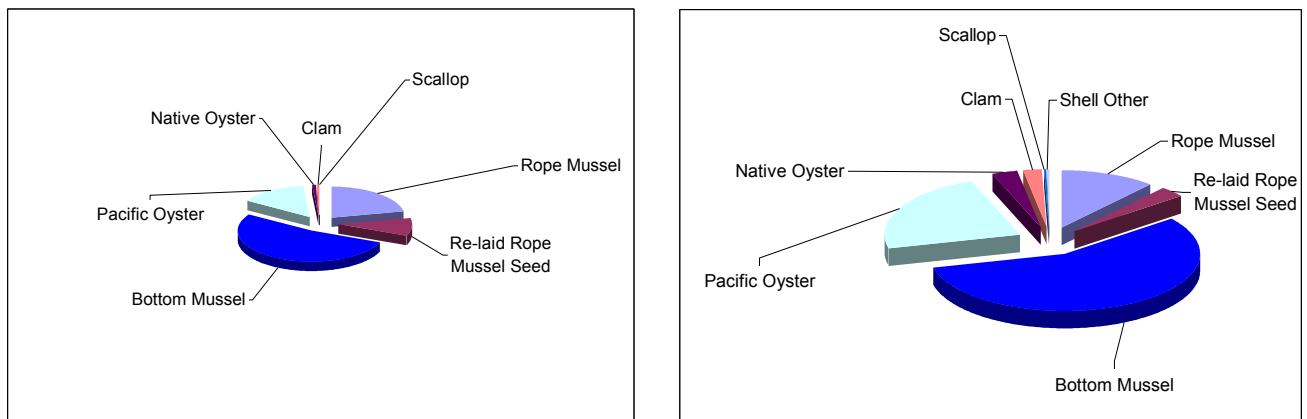 Scallop
Native Oyster
Clam
Rope Mussel
Pacific Oyster
Re-laid Rope
Mussel Seed
Bottom Mussel
Scallop
Clam
Shell Other
Rope Mussel
Native Oyster
Re-laid Rope
Mussel Seed
Pacific Oyster
Bottom Mussel